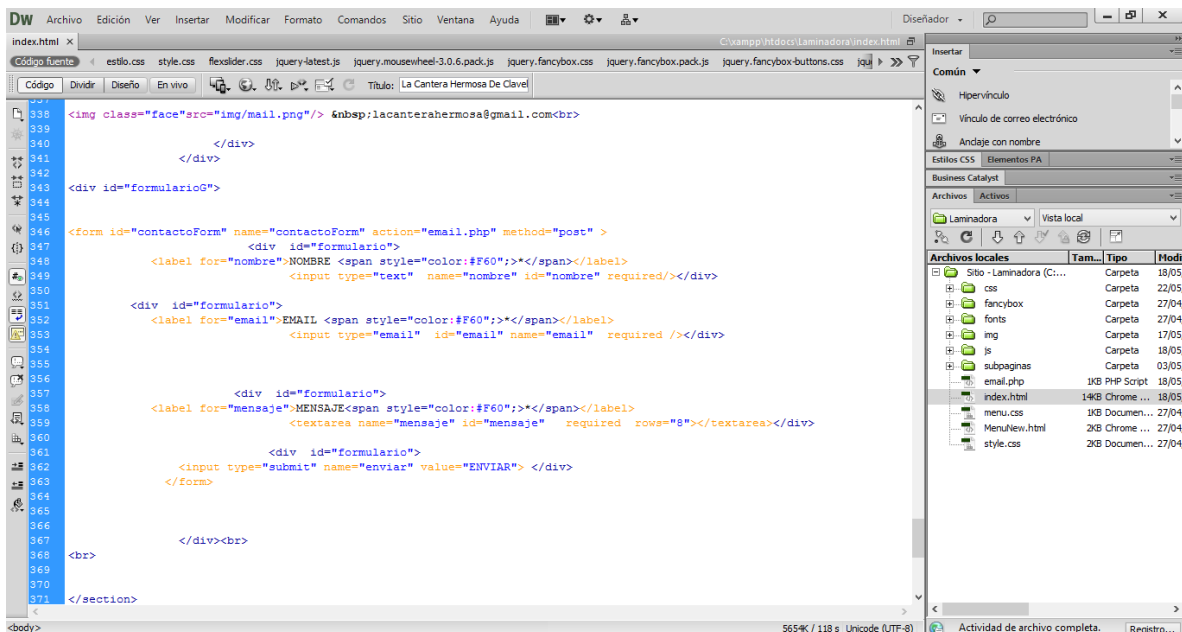 DW Archivo Edición Ver Insertar Modificar Formato Comandos Sitio Ventana Ayuda Diseñador
index.html × C:\xampp\htdocs\Laminadora\index.html
Código fuente estilo.css style.css flexslider.css jquery-latest.js jquery.mousewheel-3.0.6.pack.js jquery.fancybox.css jquery.fancybox.pack.js jquery.fancybox-buttons.css
Código Dividir Diseño En vivo Título: La Cantera Hermosa De Clavel
337
338 <img class="face"src="img/mail.png"/> &nbsp;lacanterahermosa@gmail.com<br>
339
340 </div>
341 </div>
342
343 <div id="formularioG">
344
345
346 <form id="contactoForm" name="contactoForm" action="email.php" method="post" >
347 <div  id="formulario">
348 <label for="nombre">NOMBRE <span style="color:#F60";>*</span></label>
349 <input type="text"  name="nombre" id="nombre" required/></div>
350
351 <div  id="formulario">
352 <label for="email">EMAIL <span style="color:#F60";>*</span></label>
353 <input type="email"  id="email" name="email"  required /></div>
354
355
356
357 <div  id="formulario">
358 <label for="mensaje">MENSAJE<span style="color:#F60";>*</span></label>
359 <textarea name="mensaje" id="mensaje"   required  rows="8"></textarea></div>
360
361 <div  id="formulario">
362 <input type="submit" name="enviar" value="ENVIAR"> </div>
363 </form>
364
365
366
367 </div><br>
368 <br>
369
370
371 </section>
<body> 5654K / 118 s Unicode (UTF-8)
Insertar
Común
Hipervínculo
Vínculo de correo electrónico
Anclaje con nombre
Estilos CSS Elementos PA
Business Catalyst
Archivos Activos
Laminadora Vista local
Archivos locales Tam... Tipo Modi
Sitio - Laminadora (C:... Carpeta 18/05
css Carpeta 22/05
fancybox Carpeta 27/04
fonts Carpeta 27/04
img Carpeta 17/05
js Carpeta 18/05
subpaginas Carpeta 03/05
email.php 1KB PHP Script 18/05
index.html 14KB Chrome ... 18/05
menu.css 1KB Documen... 27/04
MenuNew.html 2KB Chrome ... 27/04
style.css 2KB Documen... 27/04
Actividad de archivo completa. Registro...